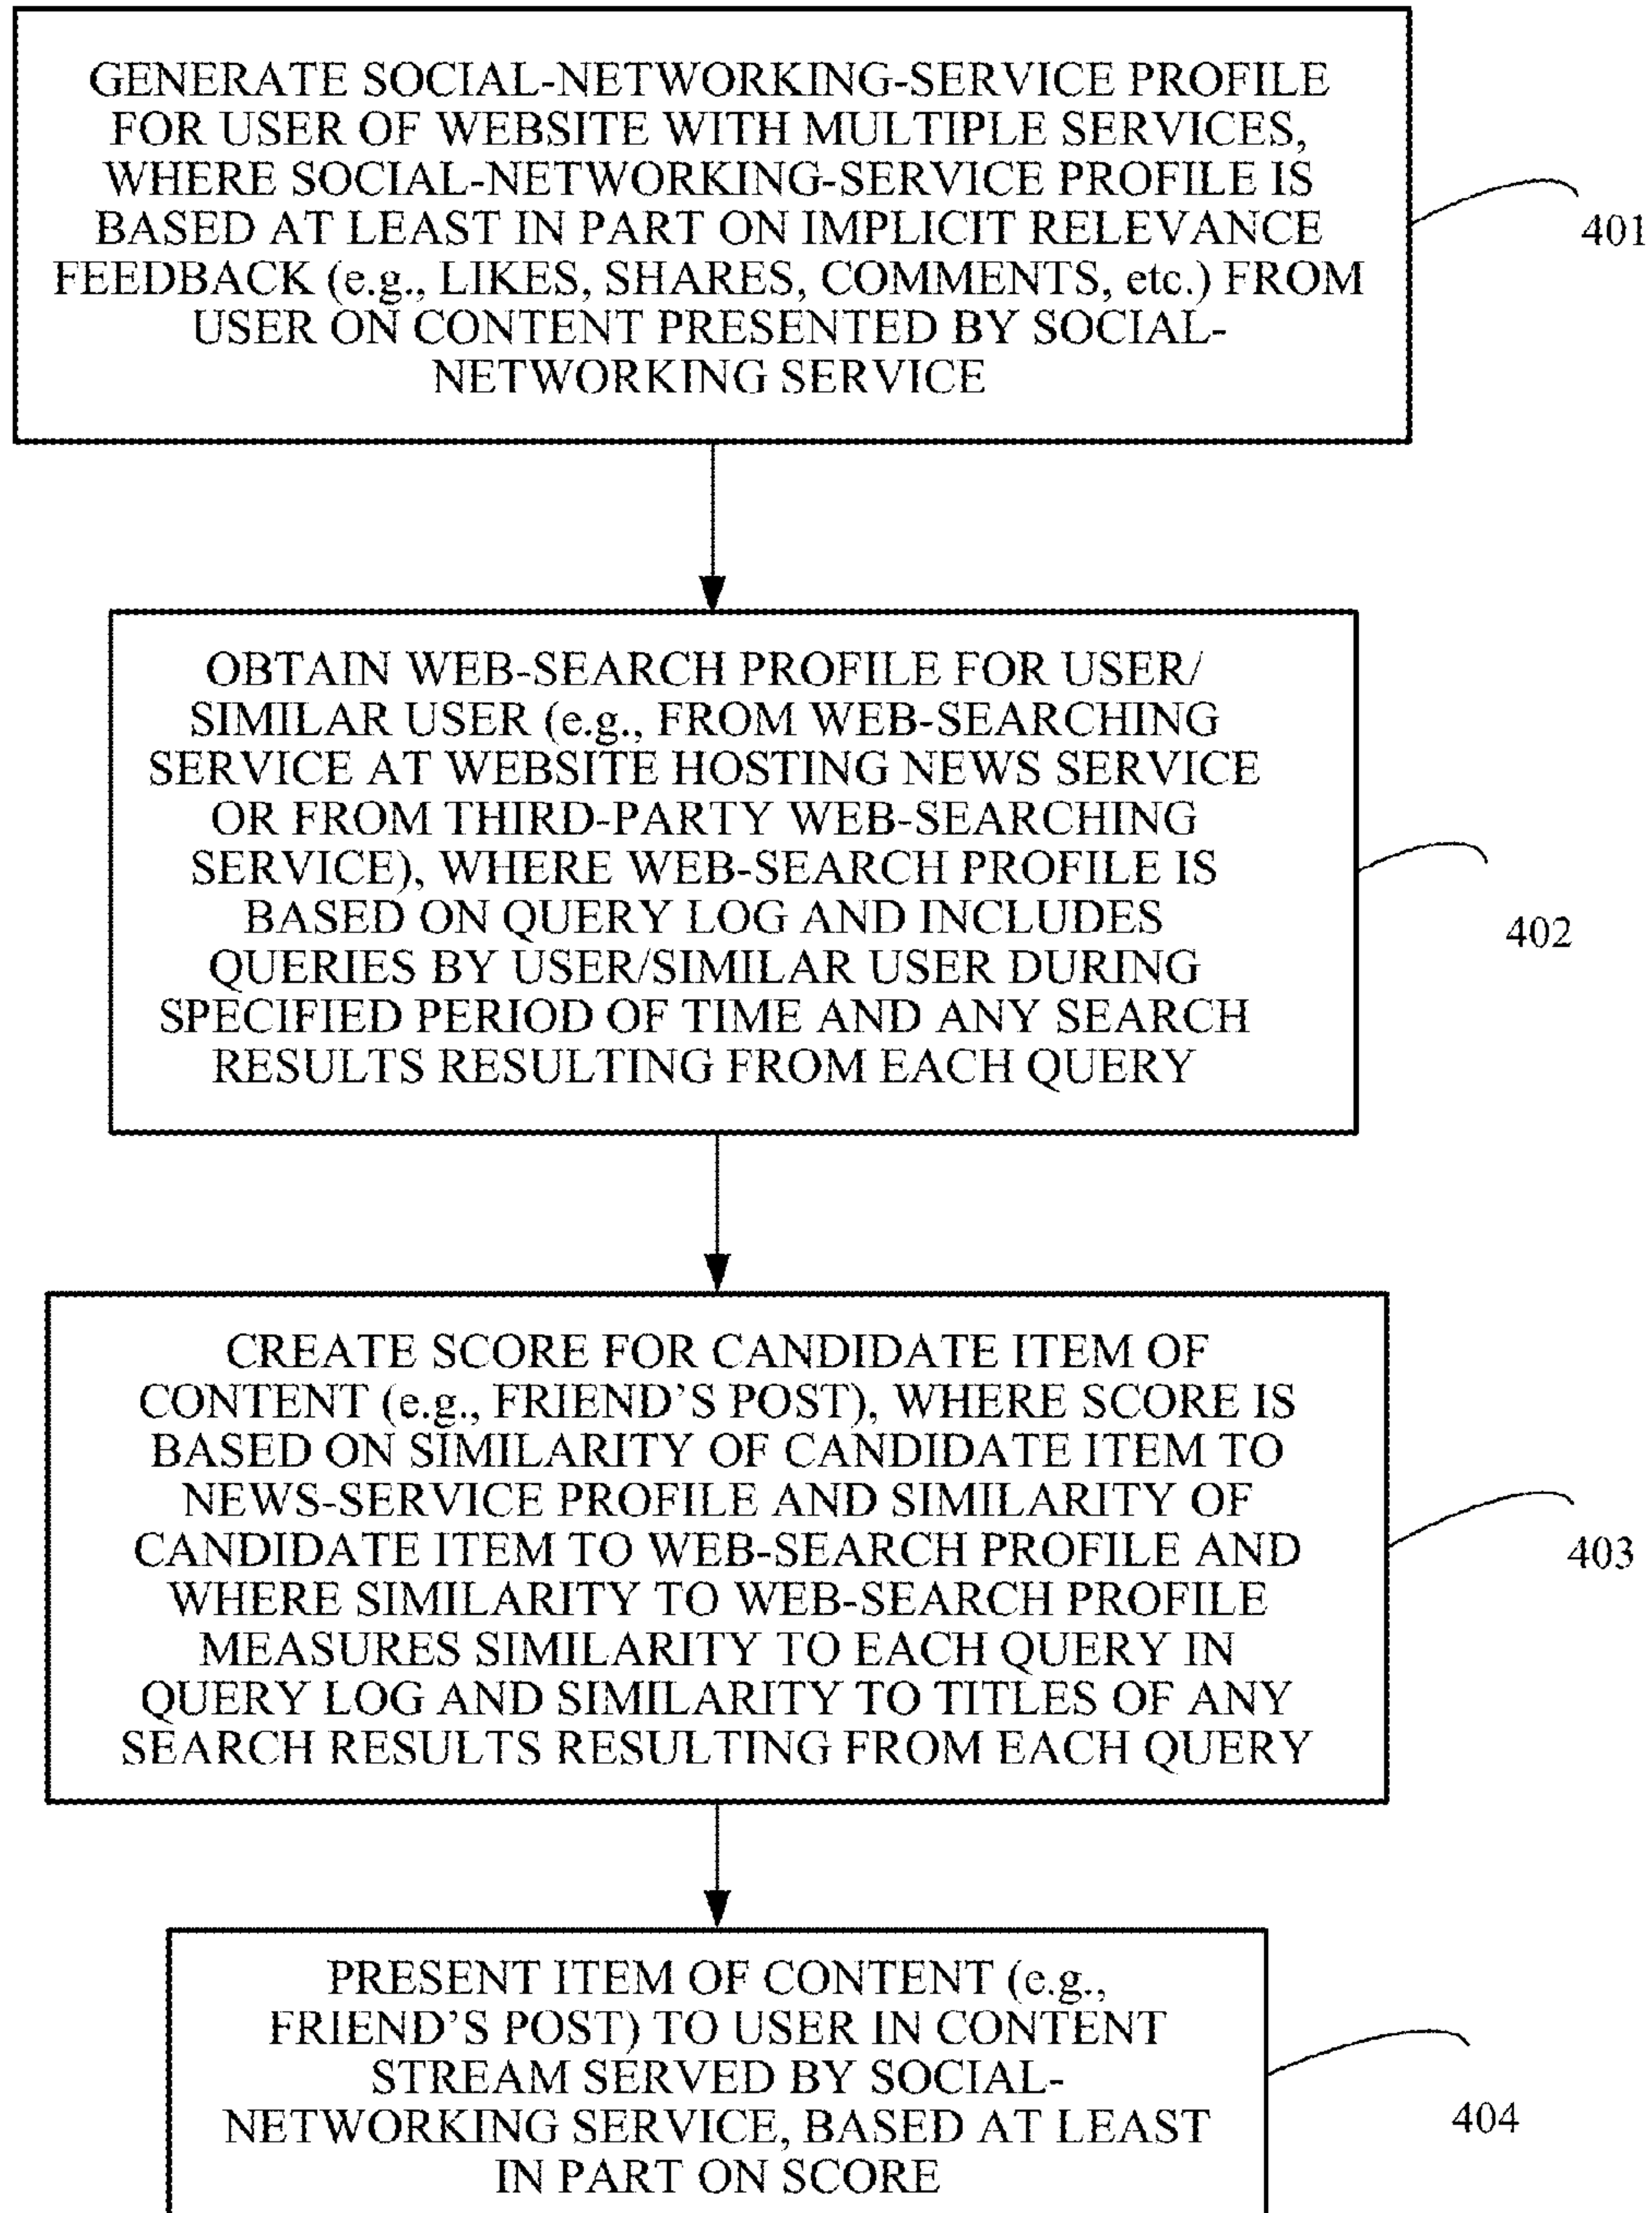 GENERATE SOCIAL-NETWORKING-SERVICE PROFILE
FOR USER OF WEBSITE WITH MULTIPLE SERVICES,
WHERE SOCIAL-NETWORKING-SERVICE PROFILE IS
BASED AT LEAST IN PART ON IMPLICIT RELEVANCE
FEEDBACK (e.g., LIKES, SHARES, COMMENTS, etc.) FROM
USER ON CONTENT PRESENTED BY SOCIAL-
NETWORKING SERVICE
401
OBTAIN WEB-SEARCH PROFILE FOR USER/
SIMILAR USER (e.g., FROM WEB-SEARCHING
SERVICE AT WEBSITE HOSTING NEWS SERVICE
OR FROM THIRD-PARTY WEB-SEARCHING
SERVICE), WHERE WEB-SEARCH PROFILE IS
BASED ON QUERY LOG AND INCLUDES
QUERIES BY USER/SIMILAR USER DURING
SPECIFIED PERIOD OF TIME AND ANY SEARCH
RESULTS RESULTING FROM EACH QUERY
402
CREATE SCORE FOR CANDIDATE ITEM OF
CONTENT (e.g., FRIEND'S POST), WHERE SCORE IS
BASED ON SIMILARITY OF CANDIDATE ITEM TO
NEWS-SERVICE PROFILE AND SIMILARITY OF
CANDIDATE ITEM TO WEB-SEARCH PROFILE AND
WHERE SIMILARITY TO WEB-SEARCH PROFILE
MEASURES SIMILARITY TO EACH QUERY IN
QUERY LOG AND SIMILARITY TO TITLES OF ANY
SEARCH RESULTS RESULTING FROM EACH QUERY
403
PRESENT ITEM OF CONTENT (e.g.,
FRIEND'S POST) TO USER IN CONTENT
STREAM SERVED BY SOCIAL-
NETWORKING SERVICE, BASED AT LEAST
IN PART ON SCORE
404